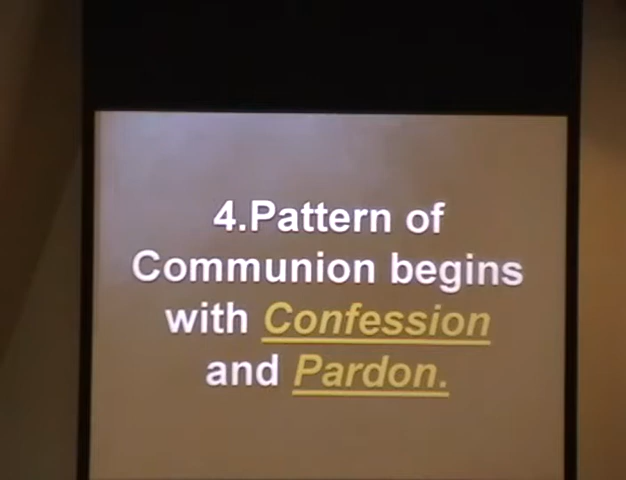 4.Pattern of
Communion begins
with Confession
and Pardon.